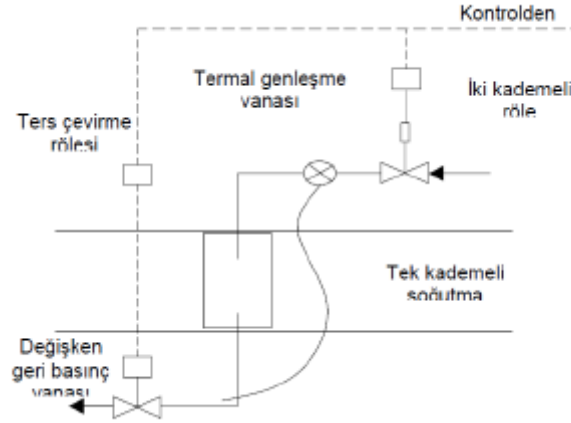 Kontrolden
Termal genleşme
vanası
İki kademeli
röle
Ters çevirme
rölesi
Tek kademeli
soğutma
Değişken
geri basınç
vanası